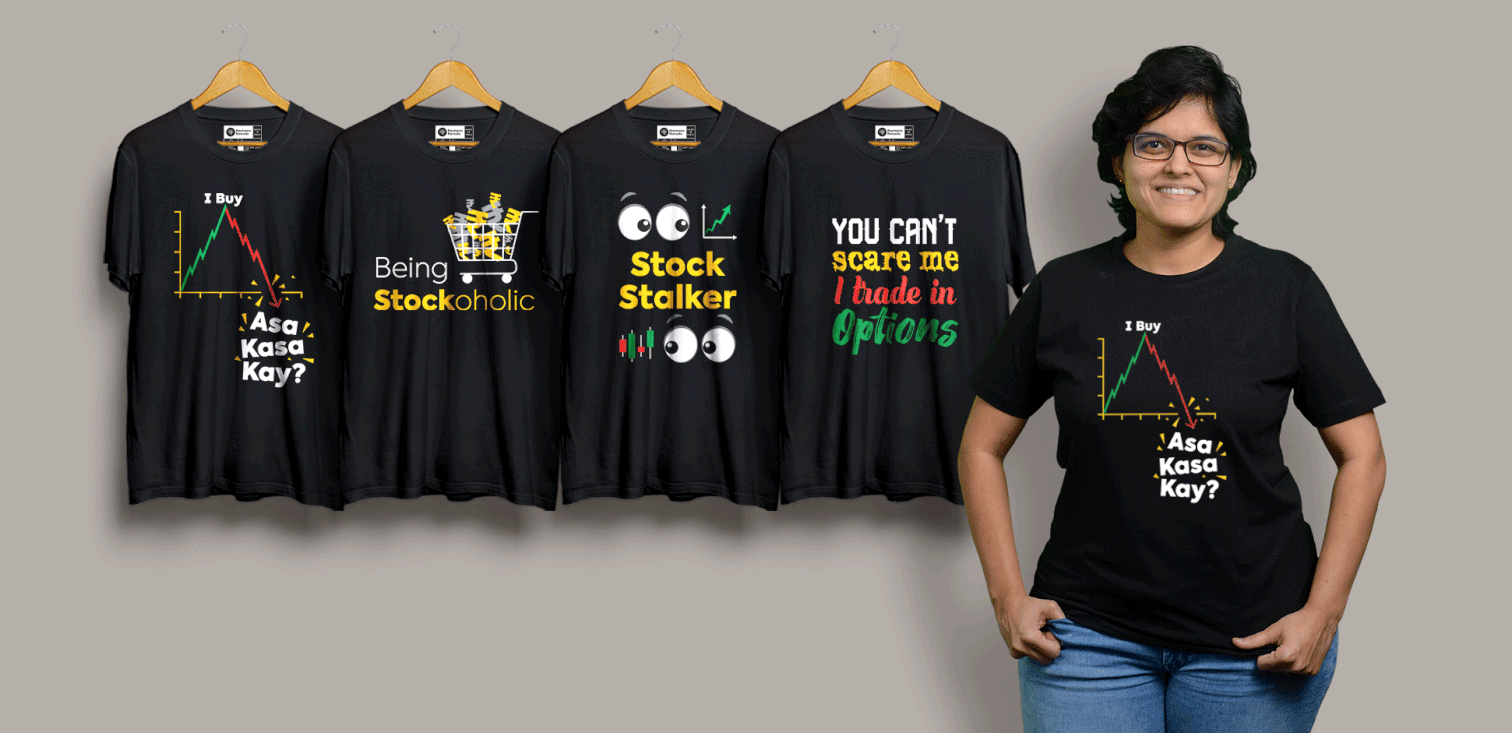 I Buy
Asa
Kasa
Kay?
Being
Stockoholic
Stock
Stalker
YOU CAN'T
scare me
I trade in
Options
I Buy
Asa
Kasa
Kay?